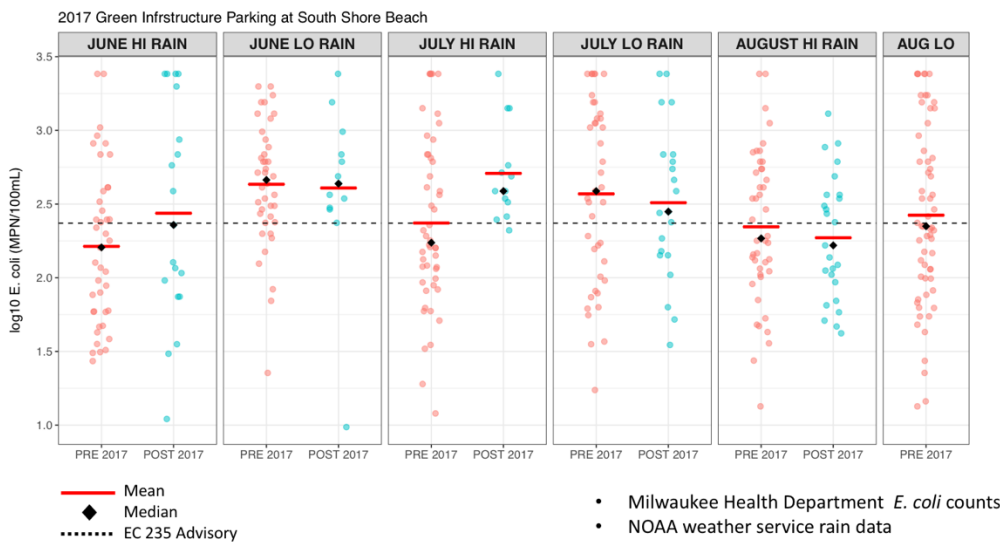 2017 Green Infrstructure Parking at South Shore Beach
JUNE HI RAIN JUNE LO RAIN JULY HI RAIN JULY LO RAIN AUGUST HI RAIN AUG LO
log10 E. coli (MPN/100mL)
3.5
3.0
2.5
2.0
1.5
1.0
PRE 2017 POST 2017 PRE 2017 POST 2017 PRE 2017 POST 2017 PRE 2017 POST 2017 PRE 2017 POST 2017 PRE 2017
Mean
Median
EC 235 Advisory
• Milwaukee Health Department E. coli counts
• NOAA weather service rain data